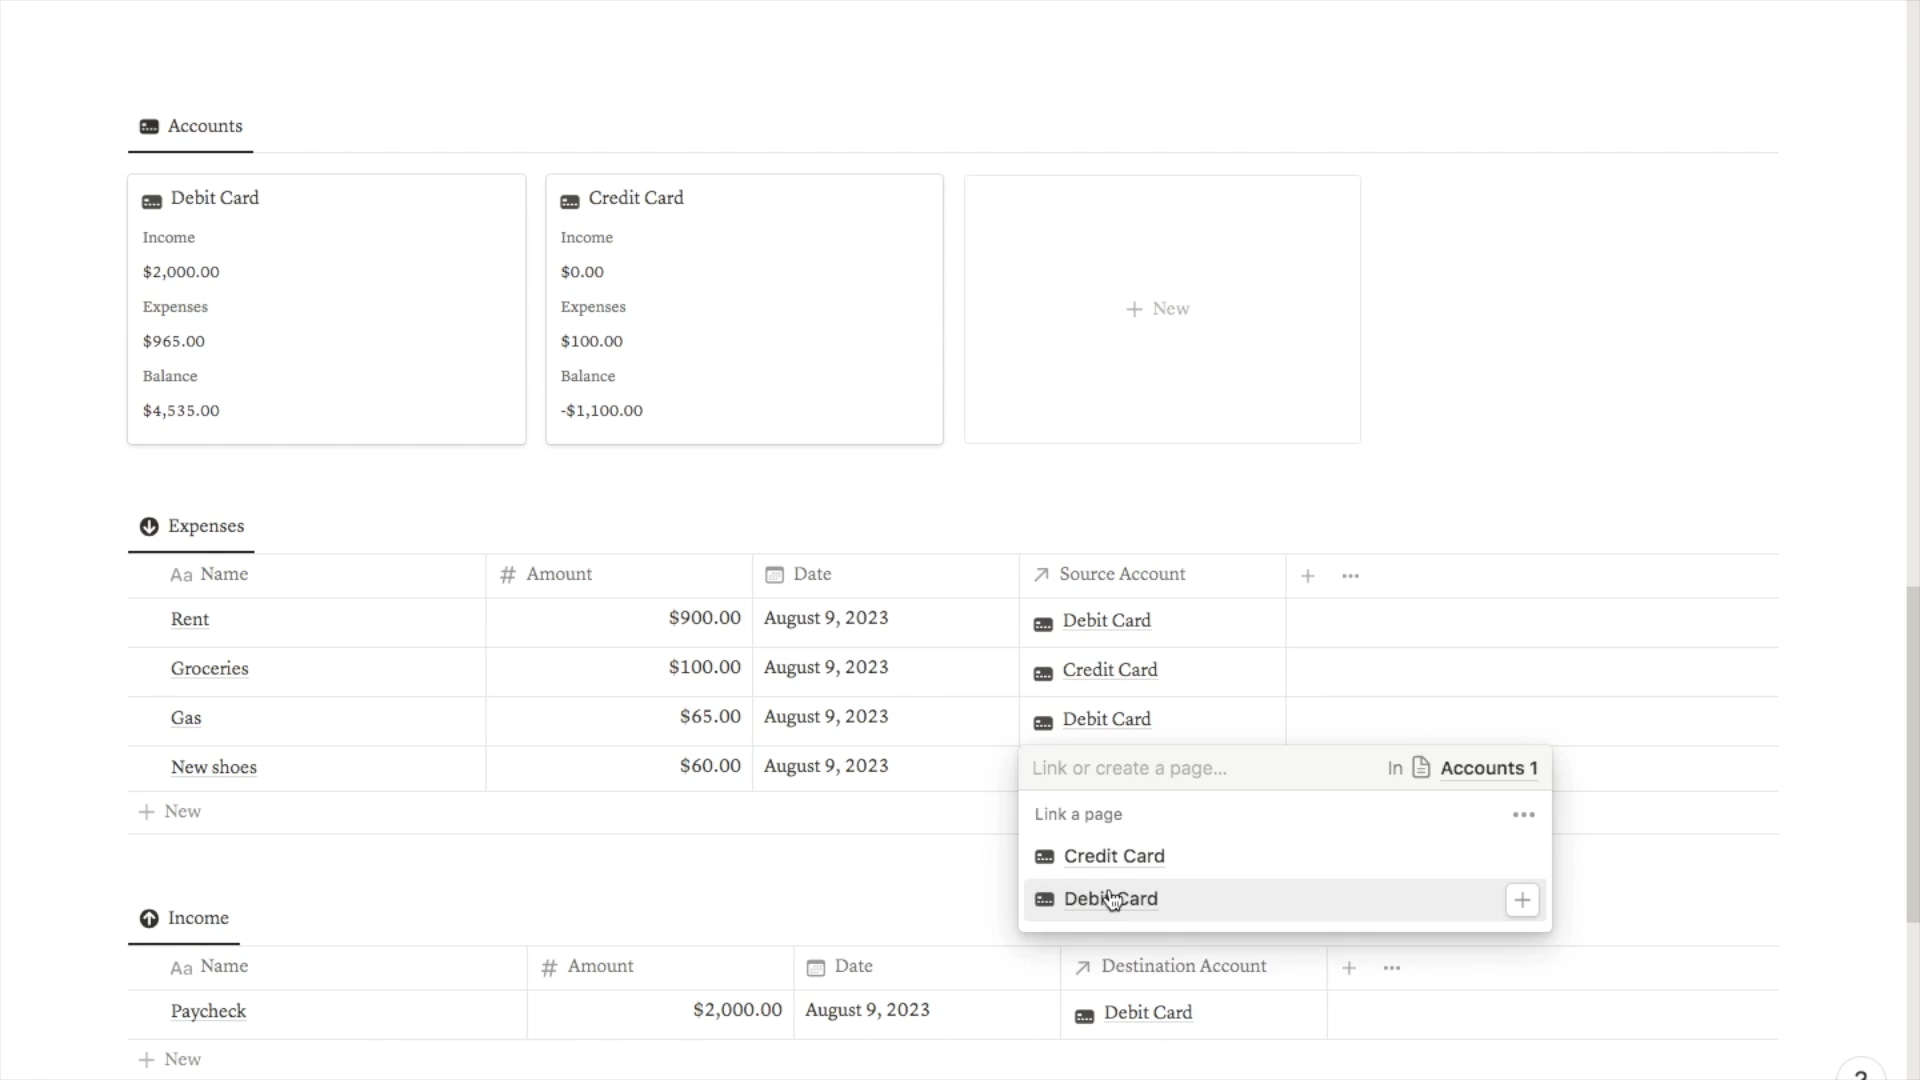 Accounts
Debit Card
Income
$2,000.00
Expenses
$965.00
Balance
$4,535.00
Credit Card
Income
$0.00
Expenses
$100.00
Balance
-$1,100.00
+ New
Expenses
Aa Name # Amount Date Source Account + ...
Rent $900.00 August 9, 2023 Debit Card
Groceries $100.00 August 9, 2023 Credit Card
Gas $65.00 August 9, 2023 Debit Card
New shoes $60.00 August 9, 2023
+ New
Link or create a page... In Accounts 1
Link a page ...
Credit Card
Debit Card +
Income
Aa Name # Amount Date Destination Account + ...
Paycheck $2,000.00 August 9, 2023 Debit Card
+ New
?